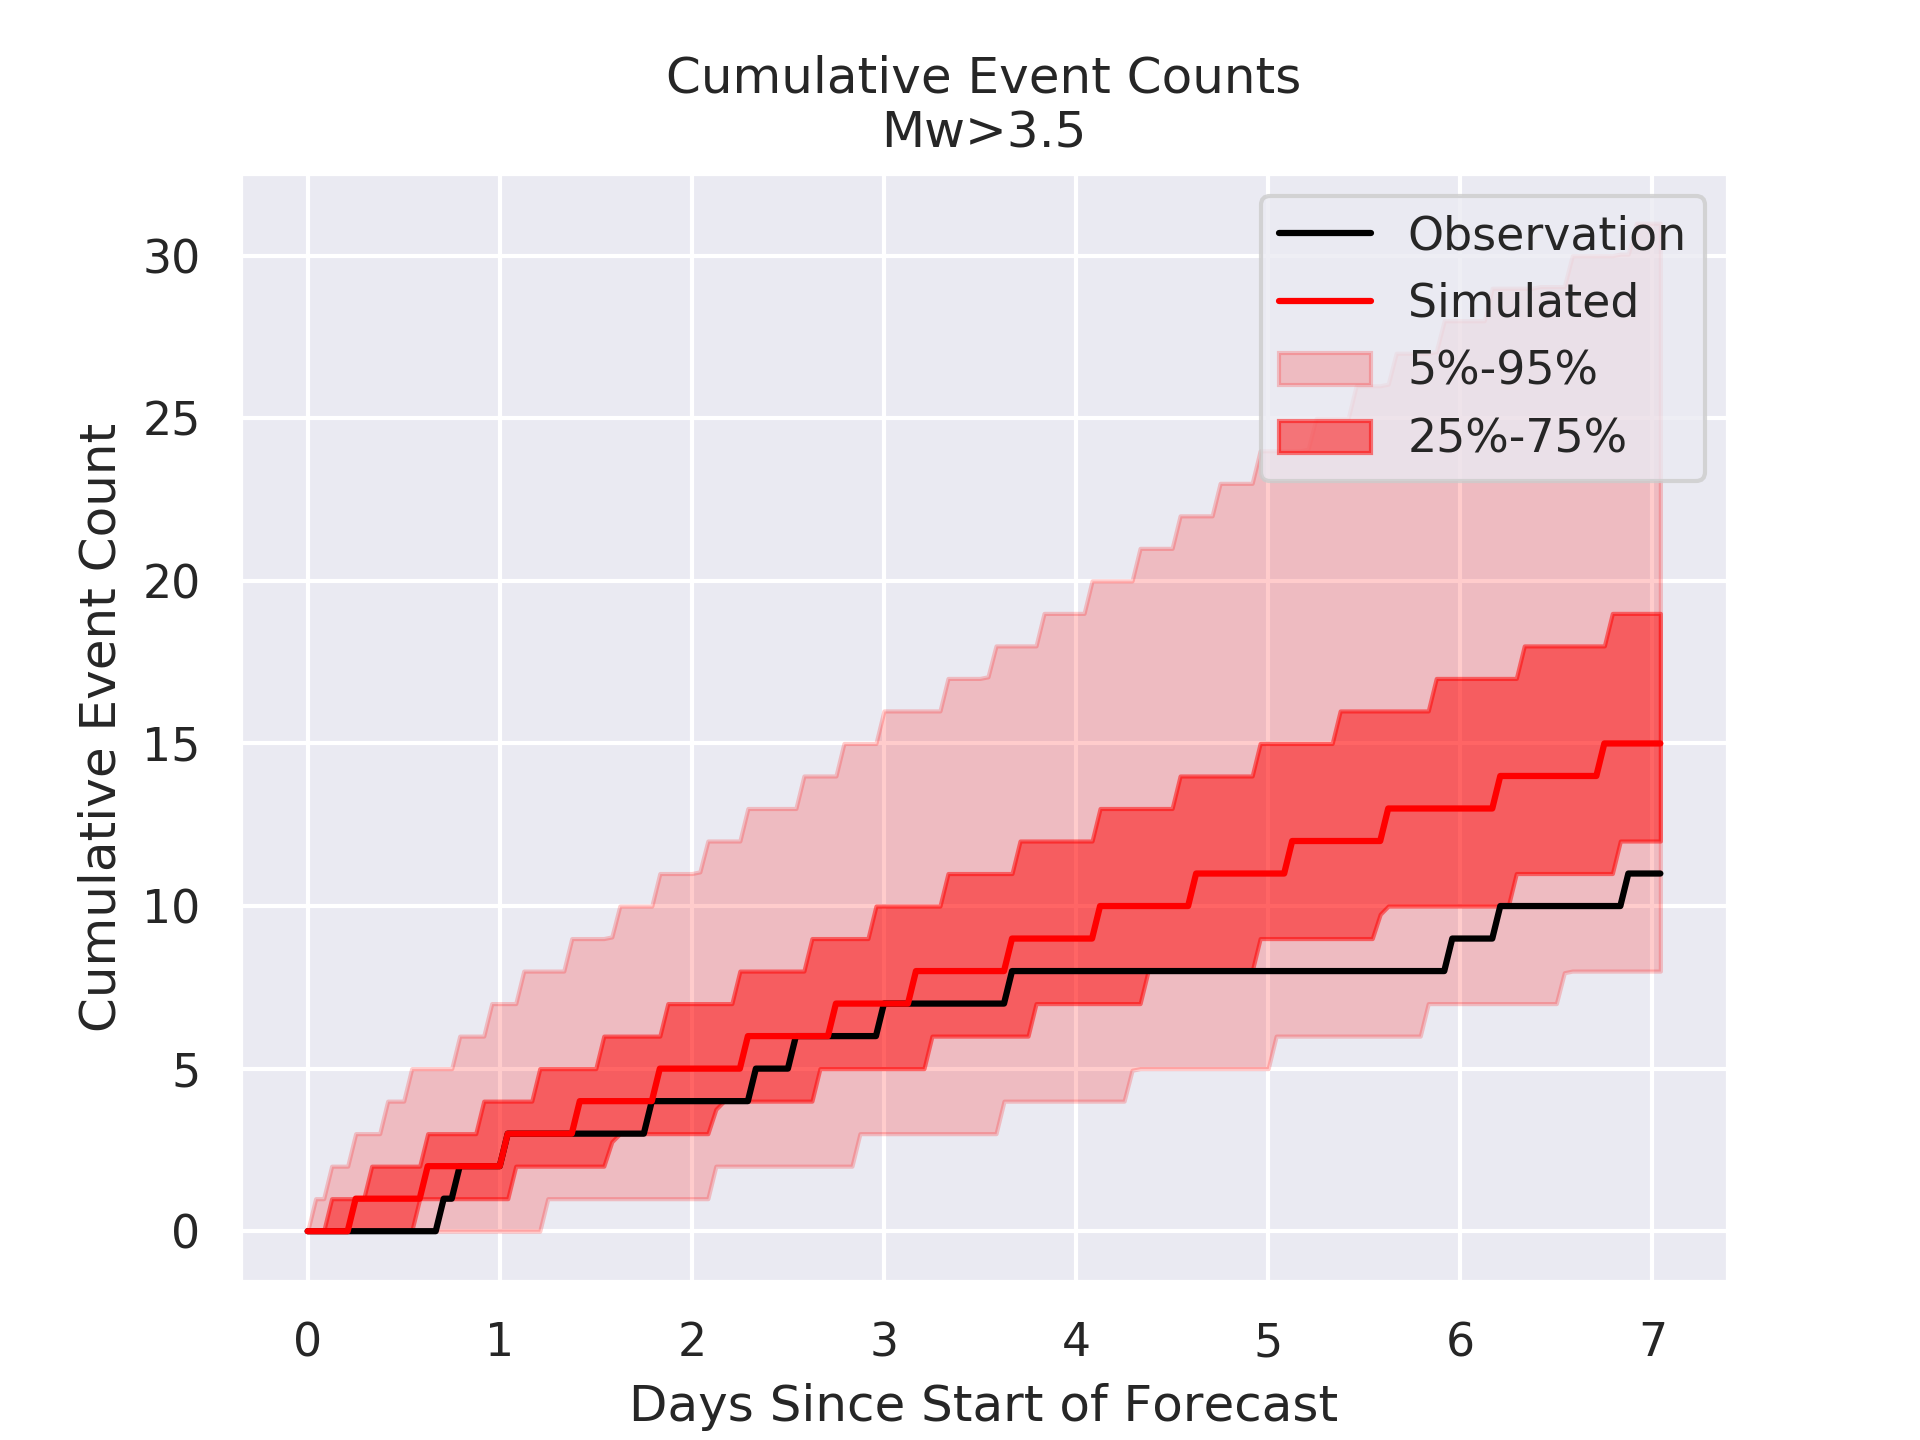 Cumulative Event Counts
Mw>3.5
Cumulative Event Count
30
25
20
15
10
5
0
Observation
Simulated
5%-95%
25%-75%
0 1 2 3 4 5 6 7
Days Since Start of Forecast